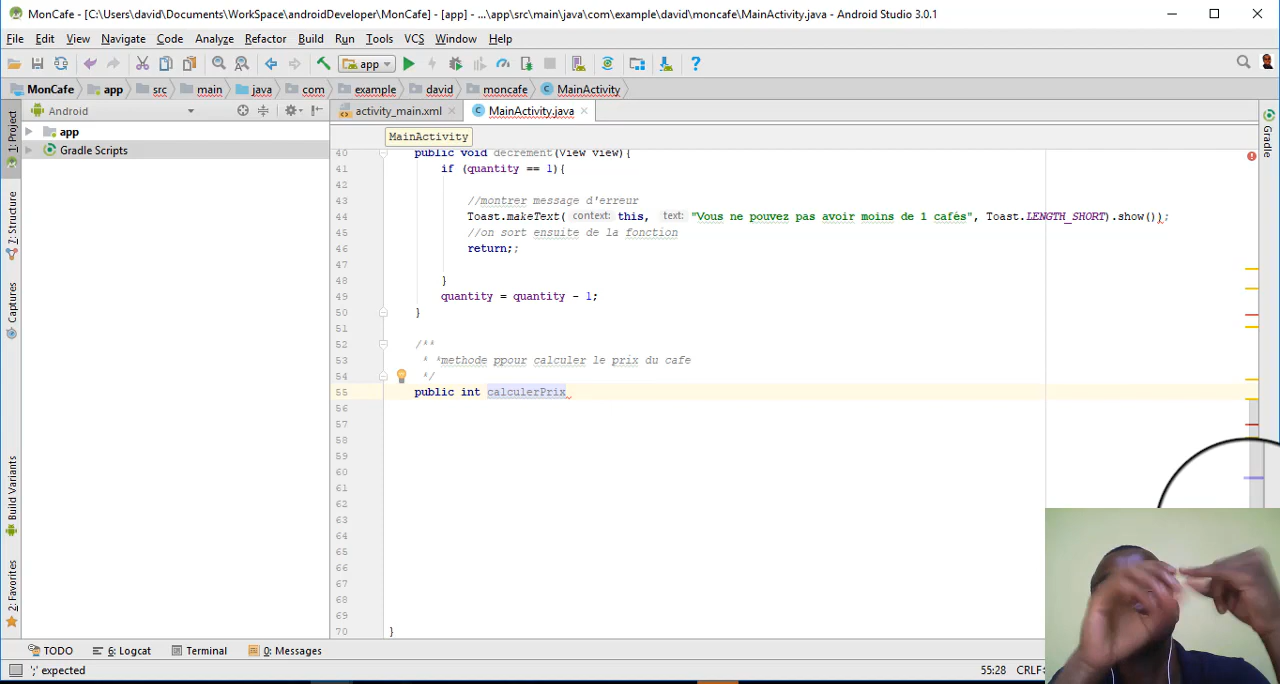 MonCafe - [C:\Users\david\Documents\WorkSpace\androidDeveloper\MonCafe] - [app] - ...\app\src\main\java\com\example\david\moncafe\MainActivity.java - Android Studio 3.0.1
File Edit View Navigate Code Analyze Refactor Build Run Tools VCS Window Help
app
MonCafe app src main java com example david moncafe MainActivity
1: Project
Android
activity_main.xml MainActivity.java
Gradle
MainActivity
app
Gradle Scripts
7: Structure
Captures
Build Variants
2: Favorites
40 public void decrement(View view){
41 if (quantity == 1){
42
43 //montrer message d'erreur
44 Toast.makeText( context: this, text: "Vous ne pouvez pas avoir moins de 1 cafés", Toast.LENGTH_SHORT).show());
45 //on sort ensuite de la fonction
46 return;;
47
48 }
49 quantity = quantity - 1;
50 }
51
52 /**
53 * *methode ppour calculer le prix du cafe
54 */
55 public int calculerPrix
56
57
58
59
60
61
62
63
64
65
66
67
68
69
70 }
TODO 6: Logcat Terminal 0: Messages
';' expected 55:28 CRLF